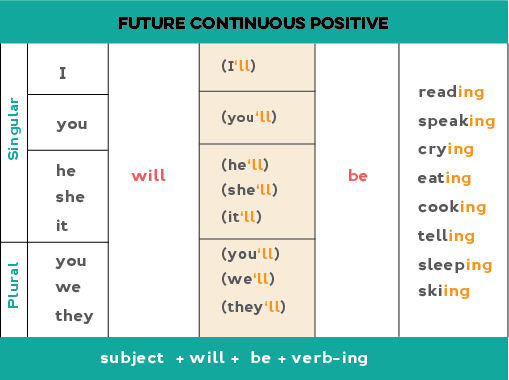 FUTURE CONTINUOUS POSITIVE
Singular
I
you
he
she
it
Plural
you
we
they
will
(I'll)
(you'll)
(he'll)
(she'll)
(it'll)
(you'll)
(we'll)
(they'll)
be
reading
speaking
crying
eating
cooking
telling
sleeping
skiing
subject + will + be + verb-ing